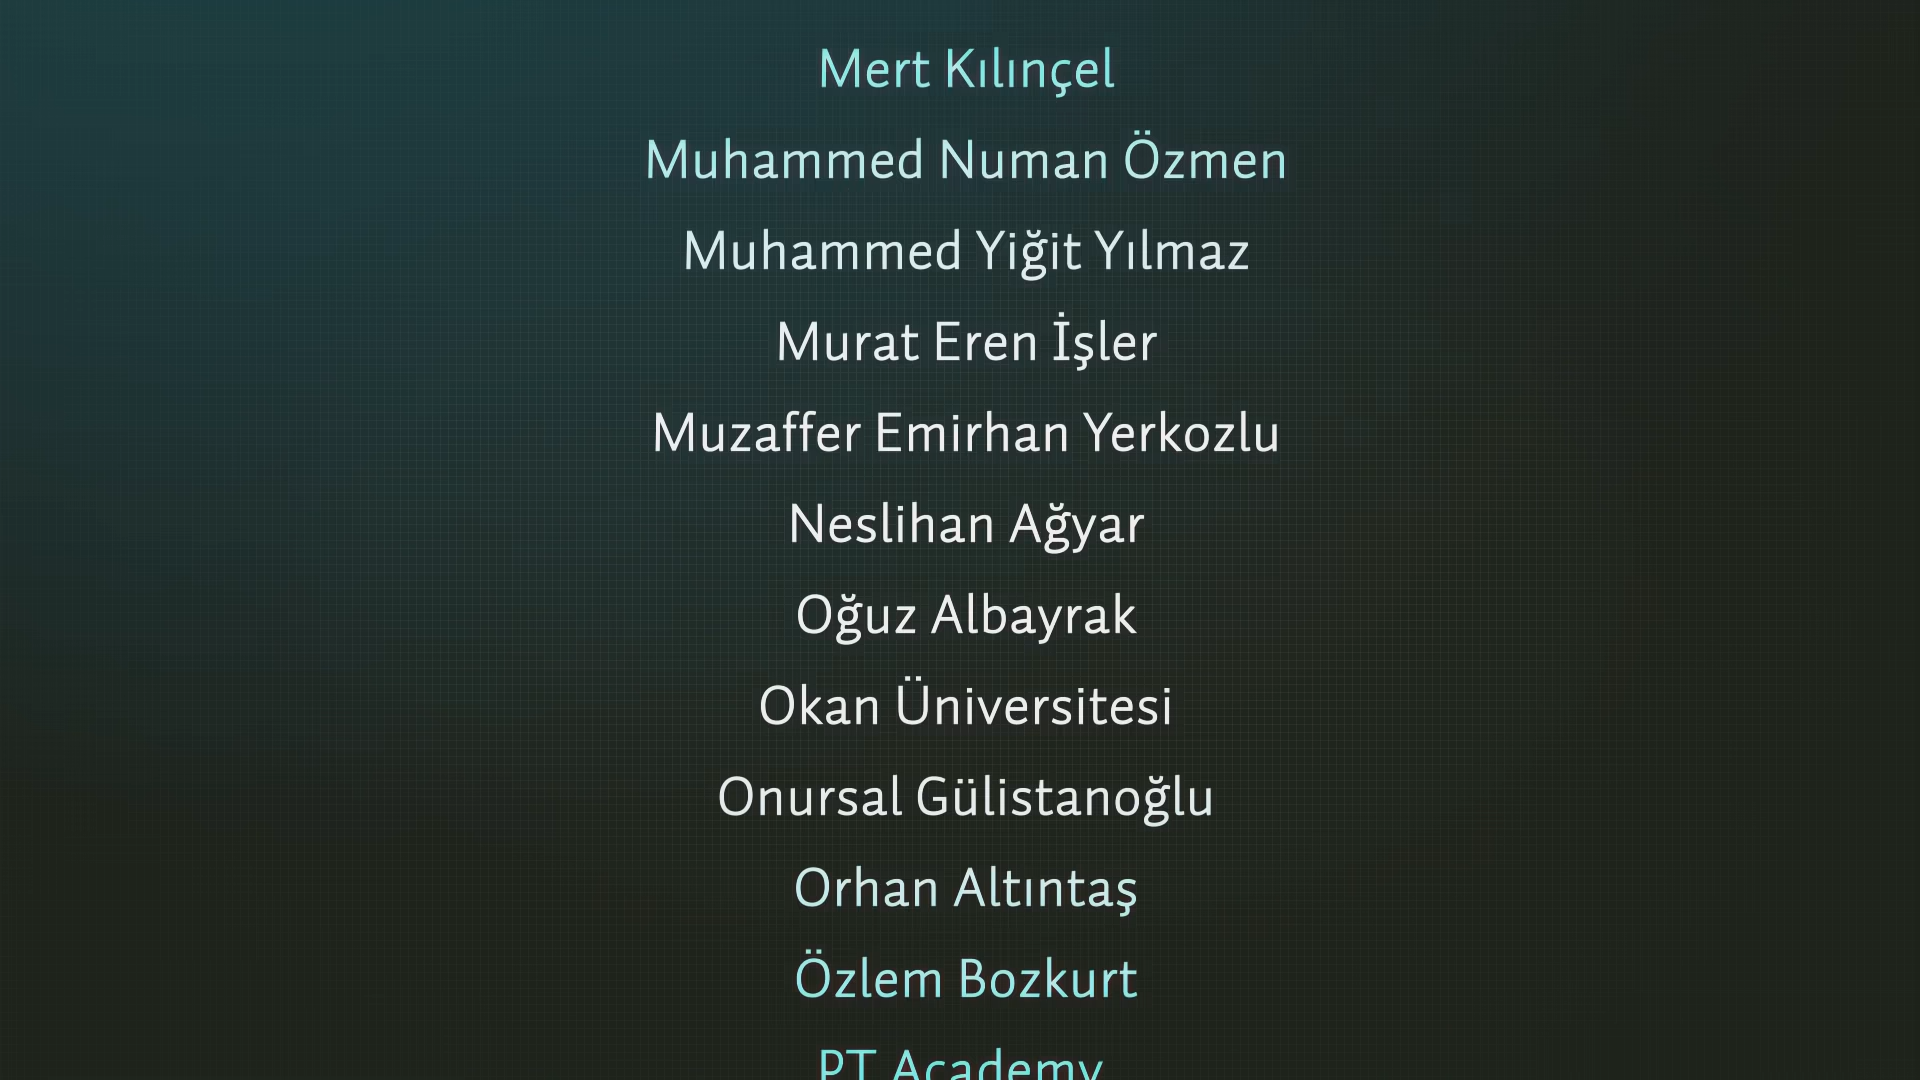 Mert Kılınçel
Muhammed Numan Özmen
Muhammed Yiğit Yılmaz
Murat Eren İşler
Muzaffer Emirhan Yerkozlu
Neslihan Ağyar
Oğuz Albayrak
Okan Üniversitesi
Onursal Gülistanoğlu
Orhan Altıntaş
Özlem Bozkurt
PT Academy